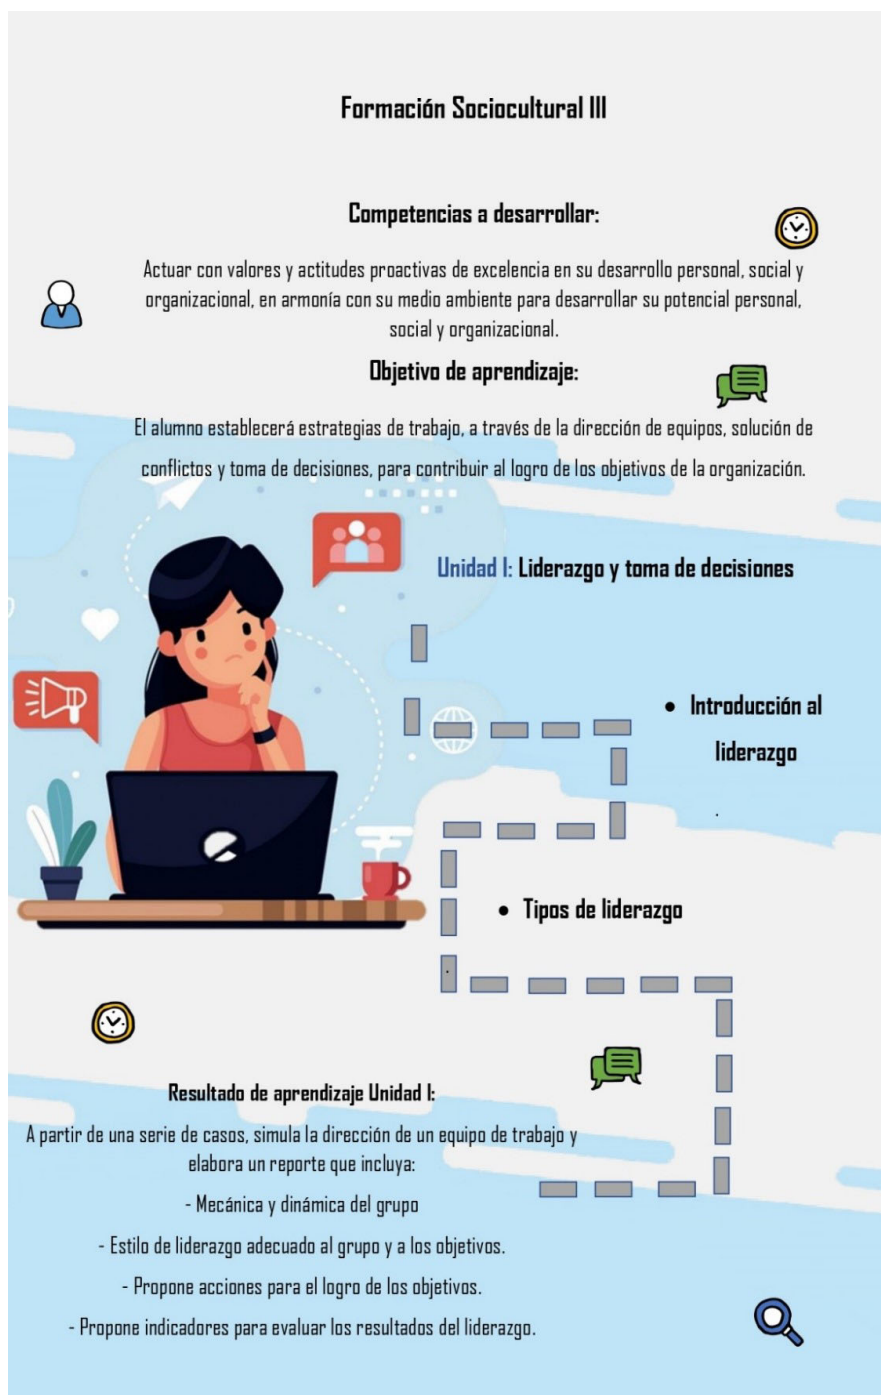 Formación Sociocultural III
Competencias a desarrollar:
Actuar con valores y actitudes proactivas de excelencia en su desarrollo personal, social y
organizacional, en armonía con su medio ambiente para desarrollar su potencial personal,
social y organizacional.
Objetivo de aprendizaje:
El alumno establecerá estrategias de trabajo, a través de la dirección de equipos, solución de
conflictos y toma de decisiones, para contribuir al logro de los objetivos de la organización.
Unidad I: Liderazgo y toma de decisiones
• Introducción al
liderazgo
.
• Tipos de liderazgo
.
Resultado de aprendizaje Unidad I:
A partir de una serie de casos, simula la dirección de un equipo de trabajo y
elabora un reporte que incluya:
- Mecánica y dinámica del grupo
- Estilo de liderazgo adecuado al grupo y a los objetivos.
- Propone acciones para el logro de los objetivos.
- Propone indicadores para evaluar los resultados del liderazgo.